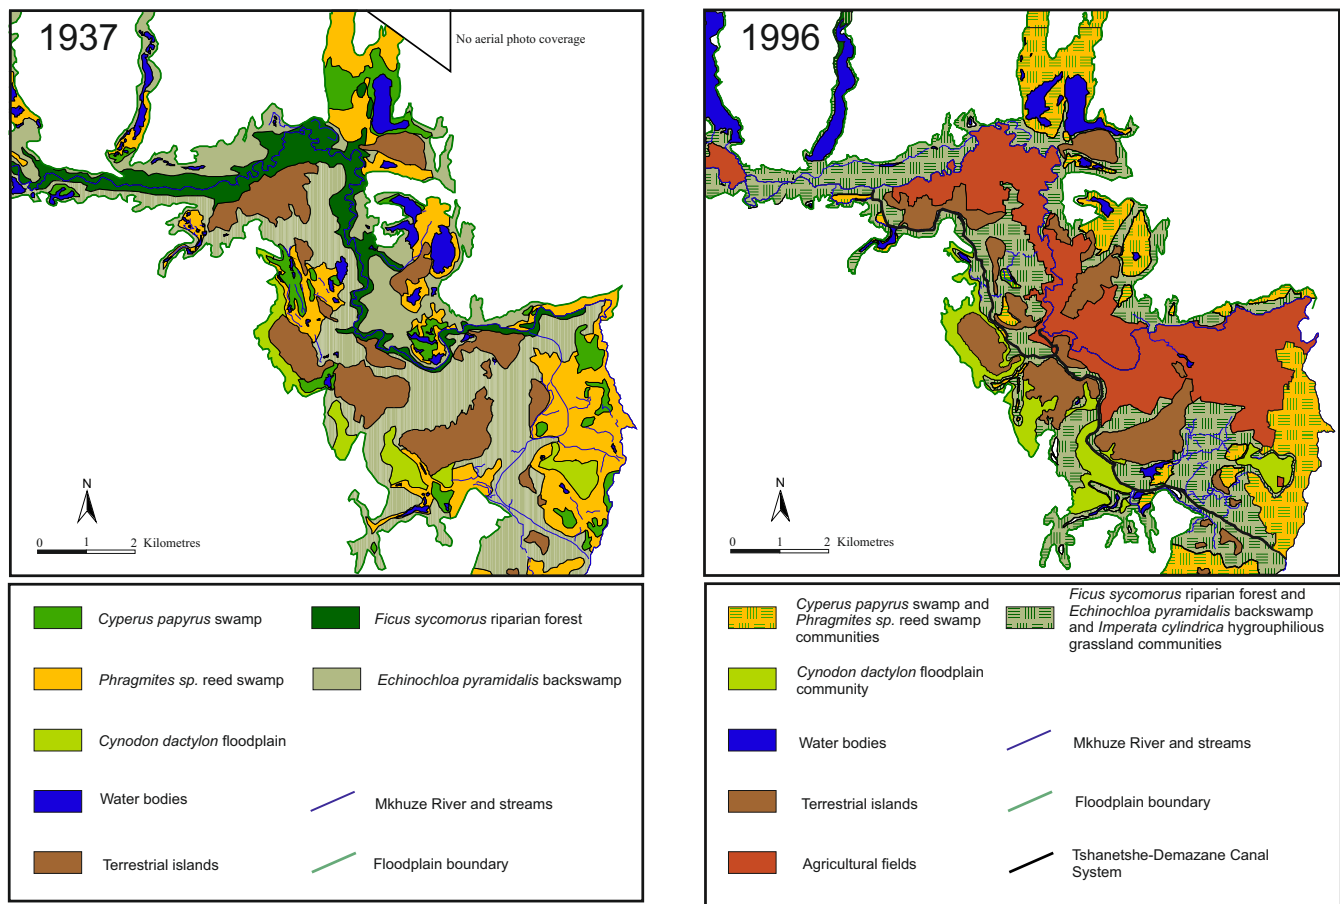 1937
No aerial photo coverage
N
0 1 2 Kilometres
Cyperus papyrus swamp
Ficus sycomorus riparian forest
Phragmites sp. reed swamp
Echinochloa pyramidalis backswamp
Cynodon dactylon floodplain
Water bodies
Mkhuze River and streams
Terrestrial islands
Floodplain boundary
1996
N
0 1 2 Kilometres
Cyperus papyrus swamp and
Phragmites sp. reed swamp
communities
Ficus sycomorus riparian forest and
Echinochloa pyramidalis backswamp
and Imperata cylindrica hygrouphilious
grassland communities
Cynodon dactylon floodplain
community
Water bodies
Mkhuze River and streams
Terrestrial islands
Floodplain boundary
Agricultural fields
Tshanetshe-Demazane Canal
System